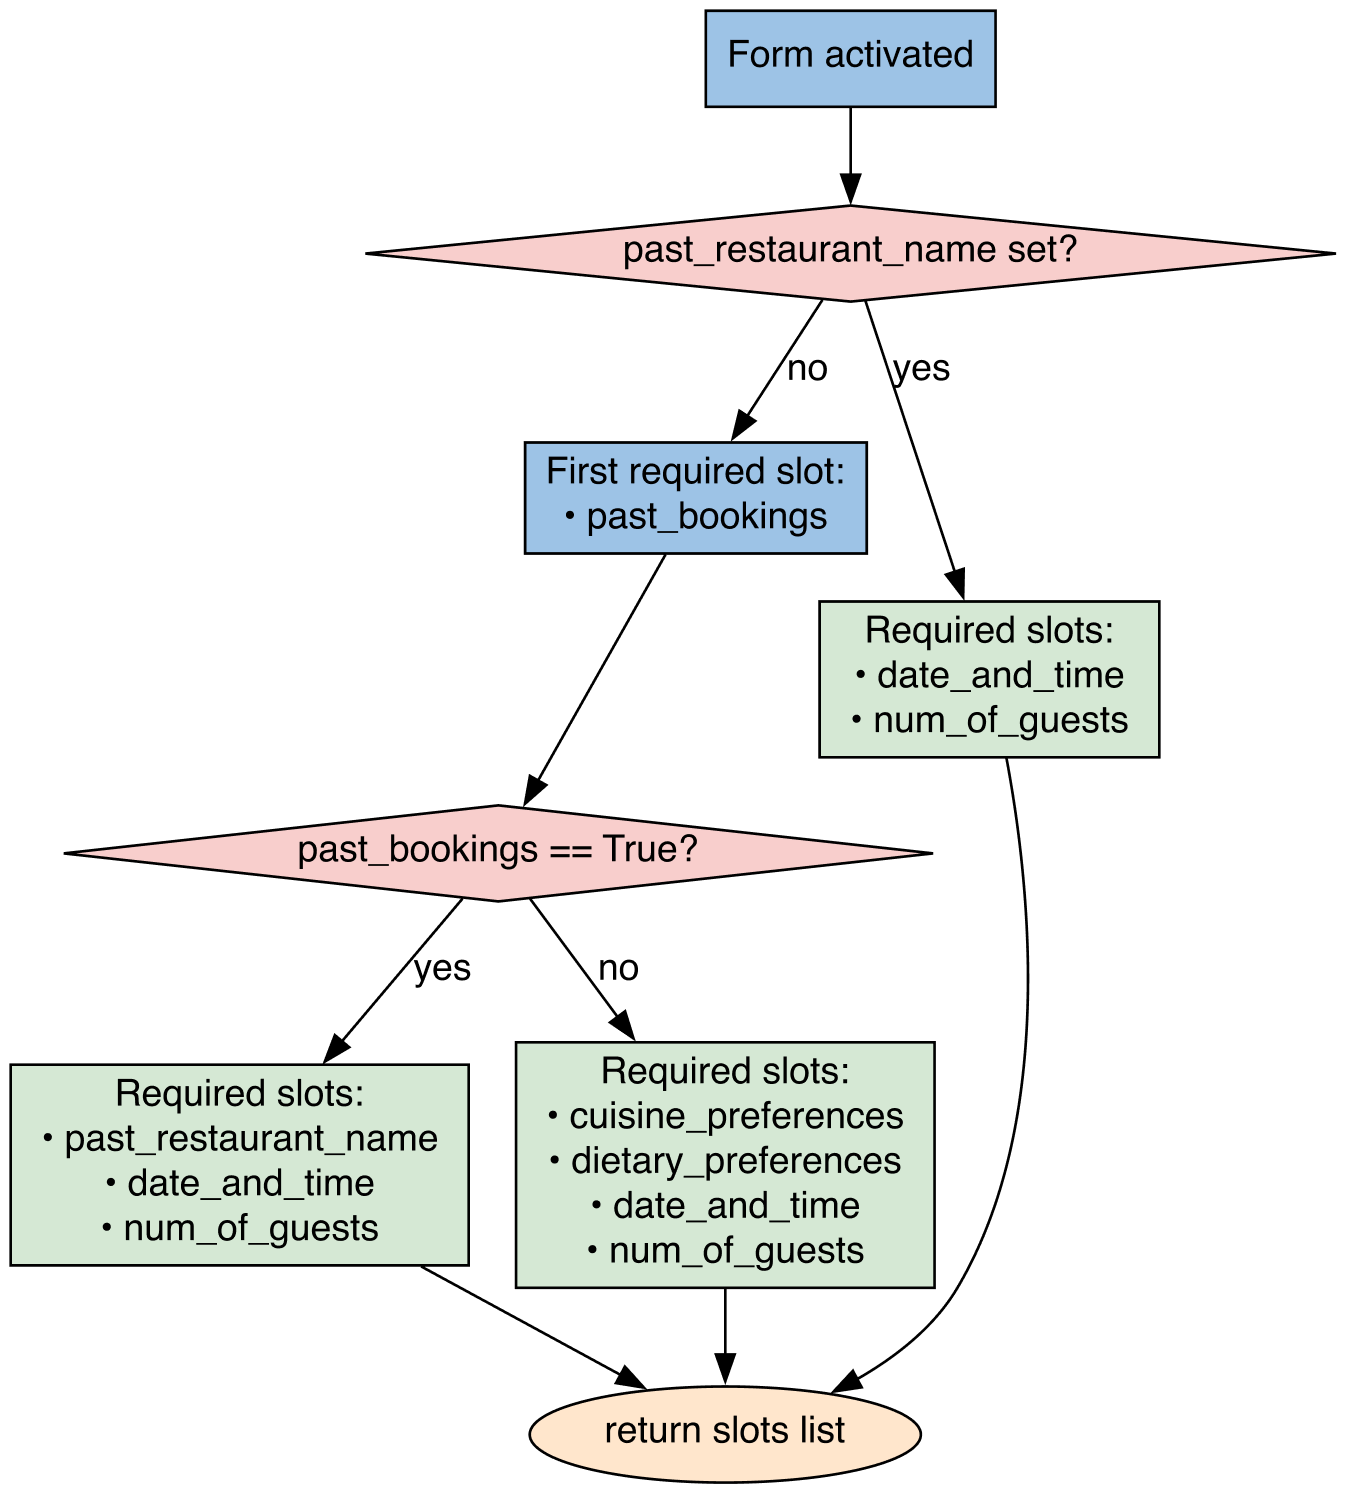 Form activated
past_restaurant_name set?
no
yes
First required slot:
• past_bookings
Required slots:
• date_and_time
• num_of_guests
past_bookings == True?
yes
no
Required slots:
• past_restaurant_name
• date_and_time
• num_of_guests
Required slots:
• cuisine_preferences
• dietary_preferences
• date_and_time
• num_of_guests
return slots list